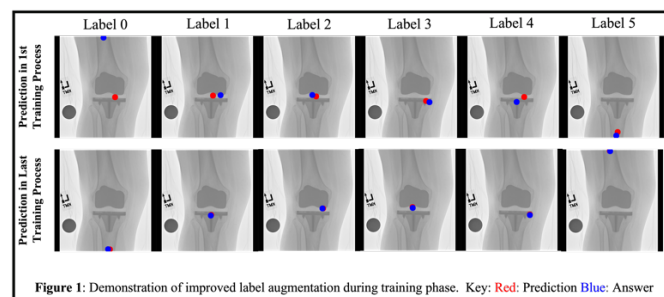 Label 0 Label 1 Label 2 Label 3 Label 4 Label 5
Prediction in 1st
Training Process
Prediction in Last
Training Process
Figure 1: Demonstration of improved label augmentation during training phase. Key: Red: Prediction Blue: Answer